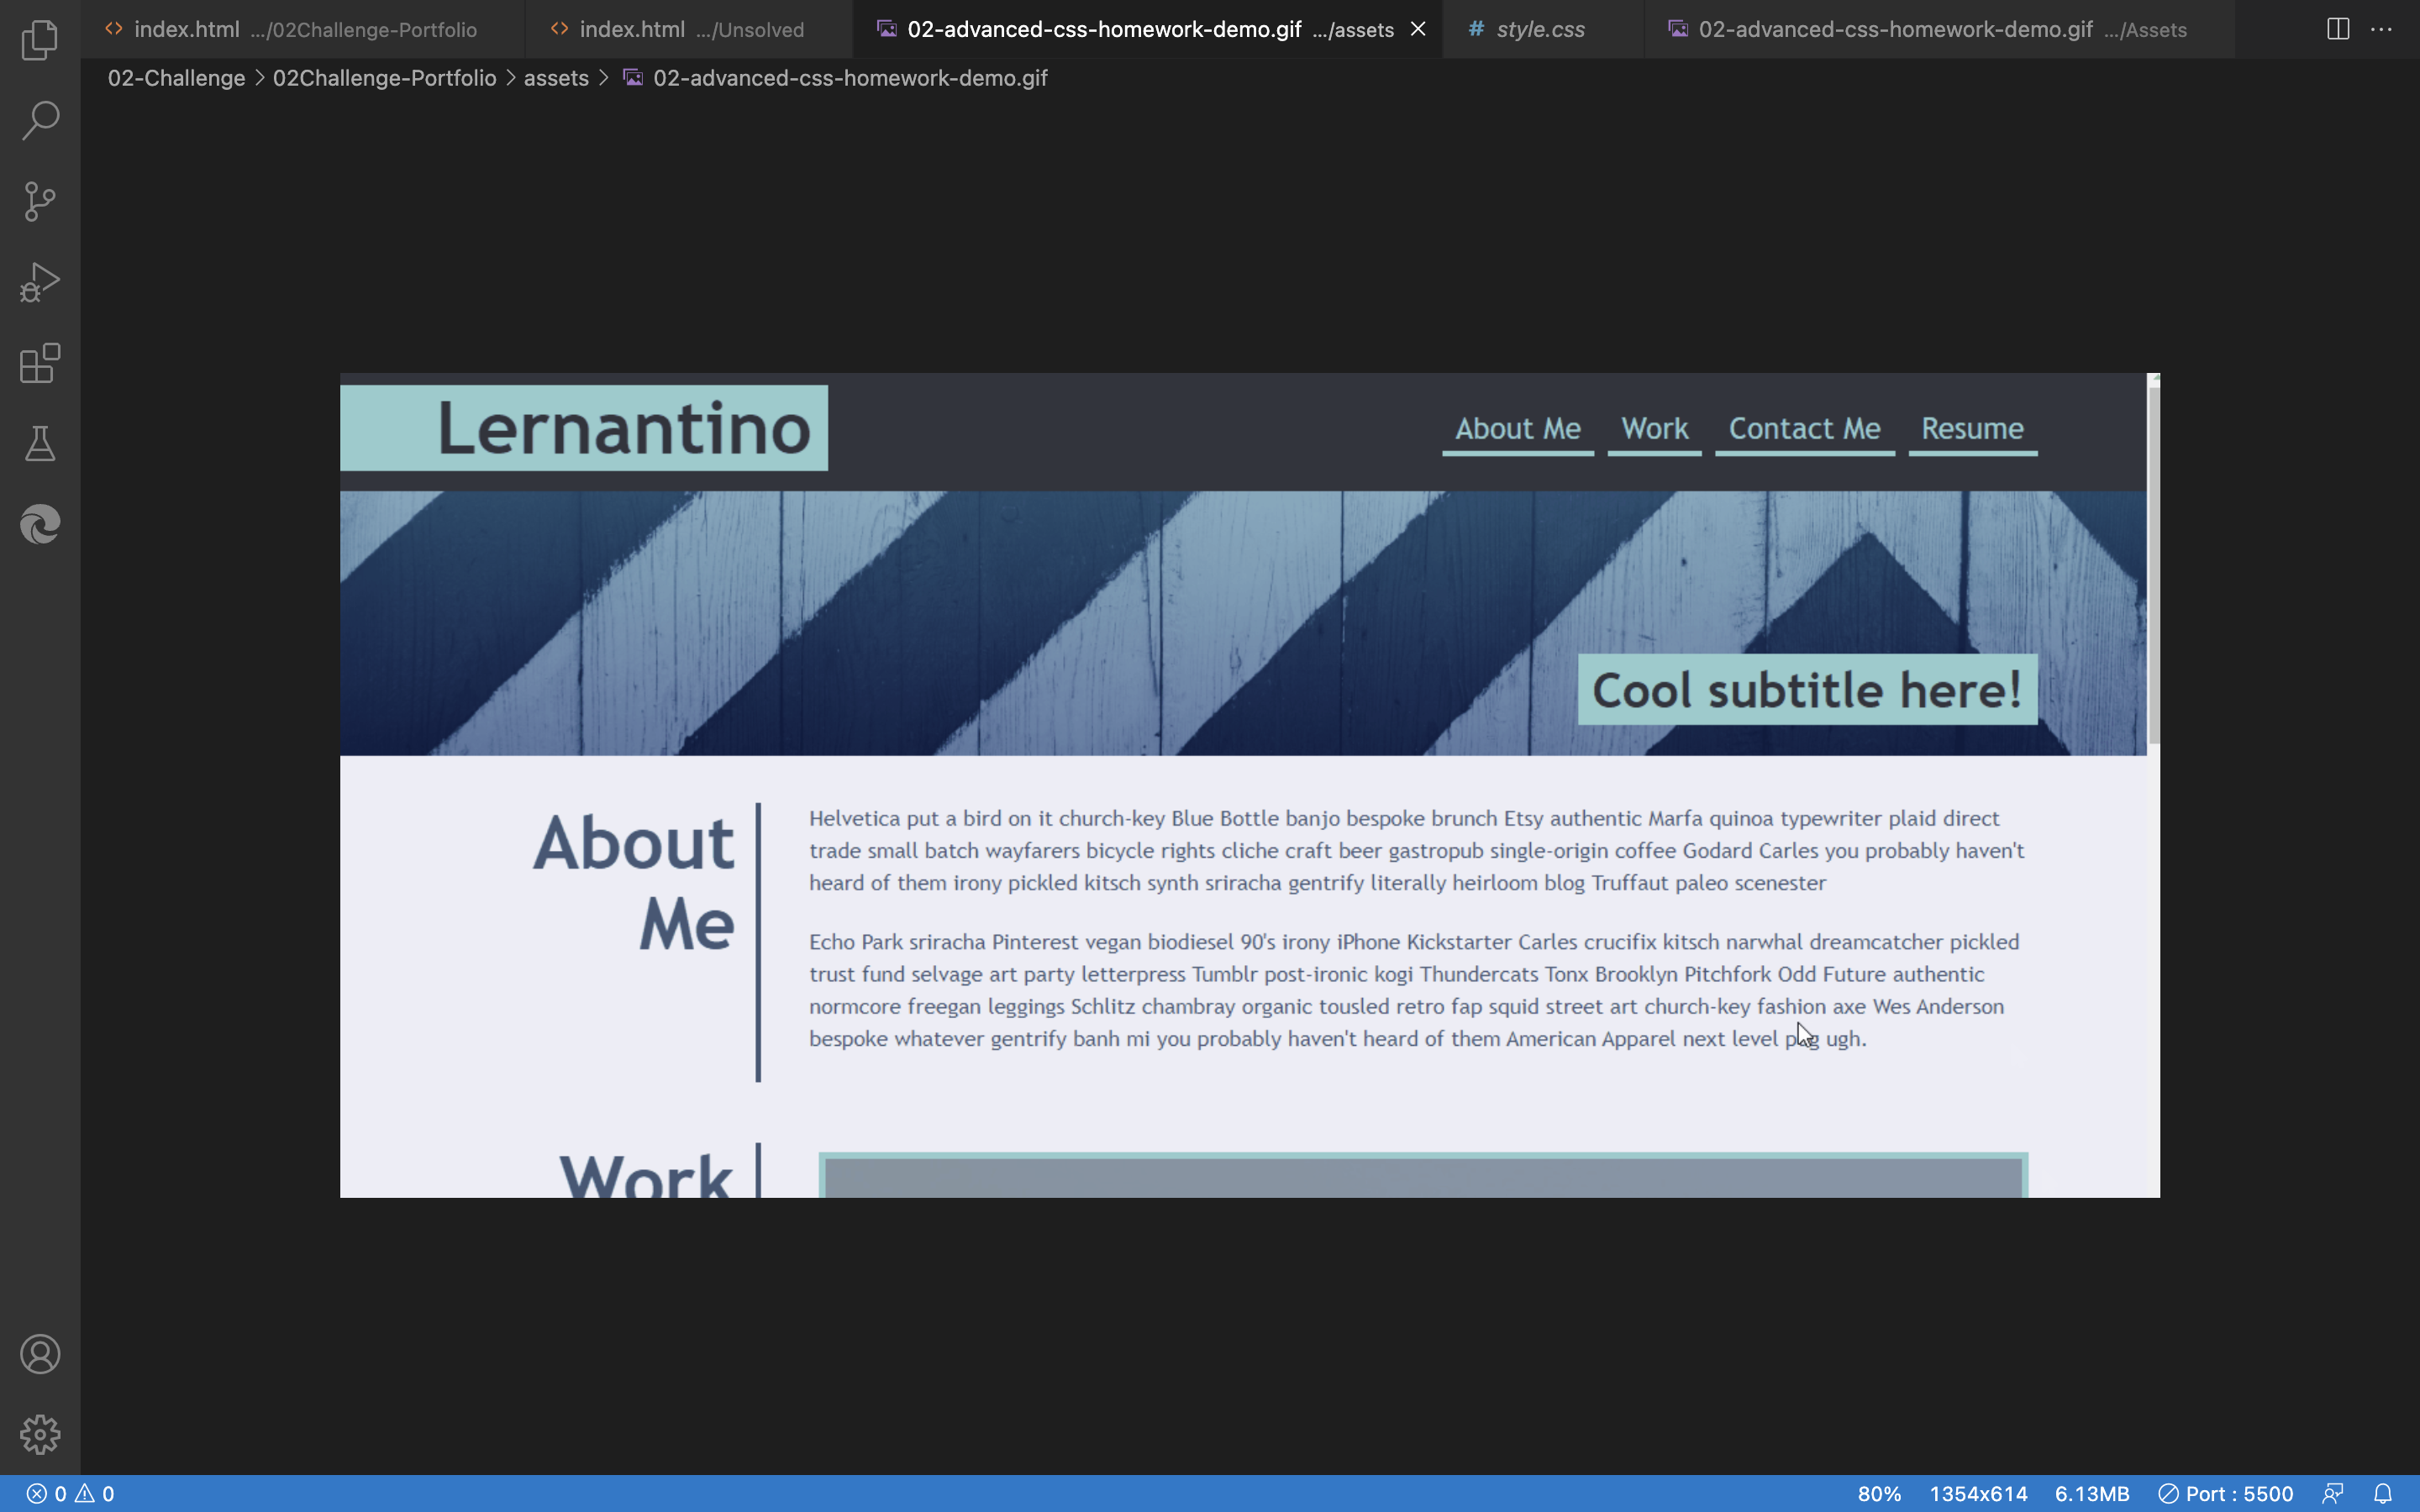 index.html .../02Challenge-Portfolio index.html .../Unsolved 02-advanced-css-homework-demo.gif .../assets # style.css 02-advanced-css-homework-demo.gif .../Assets
02-Challenge > 02Challenge-Portfolio > assets > 02-advanced-css-homework-demo.gif
Lernantino
About Me Work Contact Me Resume
Cool subtitle here!
About
Me
Helvetica put a bird on it church-key Blue Bottle banjo bespoke brunch Etsy authentic Marfa quinoa typewriter plaid direct
trade small batch wayfarers bicycle rights cliche craft beer gastropub single-origin coffee Godard Carles you probably haven't
heard of them irony pickled kitsch synth sriracha gentrify literally heirloom blog Truffaut paleo scenester
Echo Park sriracha Pinterest vegan biodiesel 90's irony iPhone Kickstarter Carles crucifix kitsch narwhal dreamcatcher pickled
trust fund selvage art party letterpress Tumblr post-ironic kogi Thundercats Tonx Brooklyn Pitchfork Odd Future authentic
normcore freegan leggings Schlitz chambray organic tousled retro fap squid street art church-key fashion axe Wes Anderson
bespoke whatever gentrify banh mi you probably haven't heard of them American Apparel next level ugh.
Work
0 0 80% 1354x614 6.13MB Port : 5500